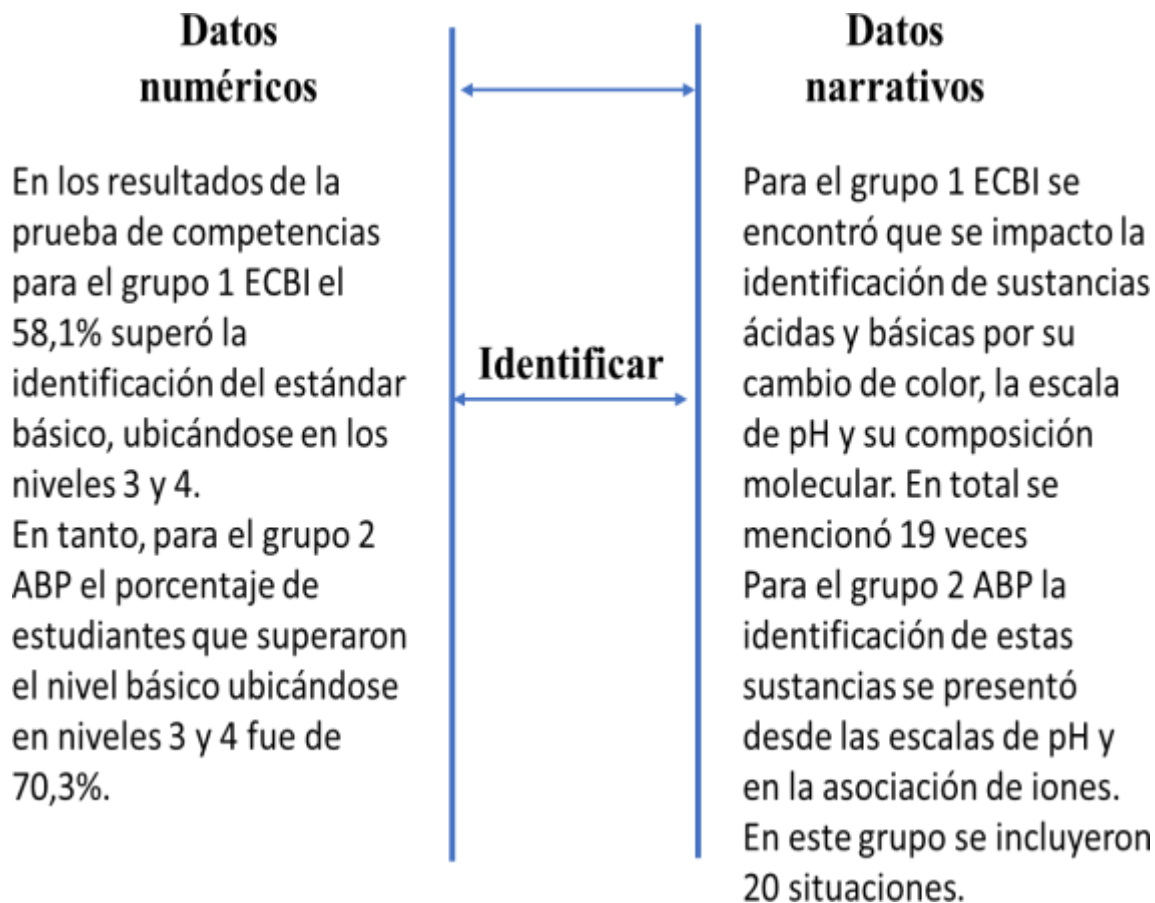 Datos
numéricos
En los resultados de la
prueba de competencias
para el grupo 1 ECBI el
58,1% superó la
identificación del estándar
básico, ubicándose en los
niveles 3 y 4.
En tanto, para el grupo 2
ABP el porcentaje de
estudiantes que superaron
el nivel básico ubicándose
en niveles 3 y 4 fue de
70,3%.
Identificar
Datos
narrativos
Para el grupo 1 ECBI se
encontró que se impacto la
identificación de sustancias
ácidas y básicas por su
cambio de color, la escala
de pH y su composición
molecular. En total se
mencionó 19 veces
Para el grupo 2 ABP la
identificación de estas
sustancias se presentó
desde las escalas de pH y
en la asociación de iones.
En este grupo se incluyeron
20 situaciones.